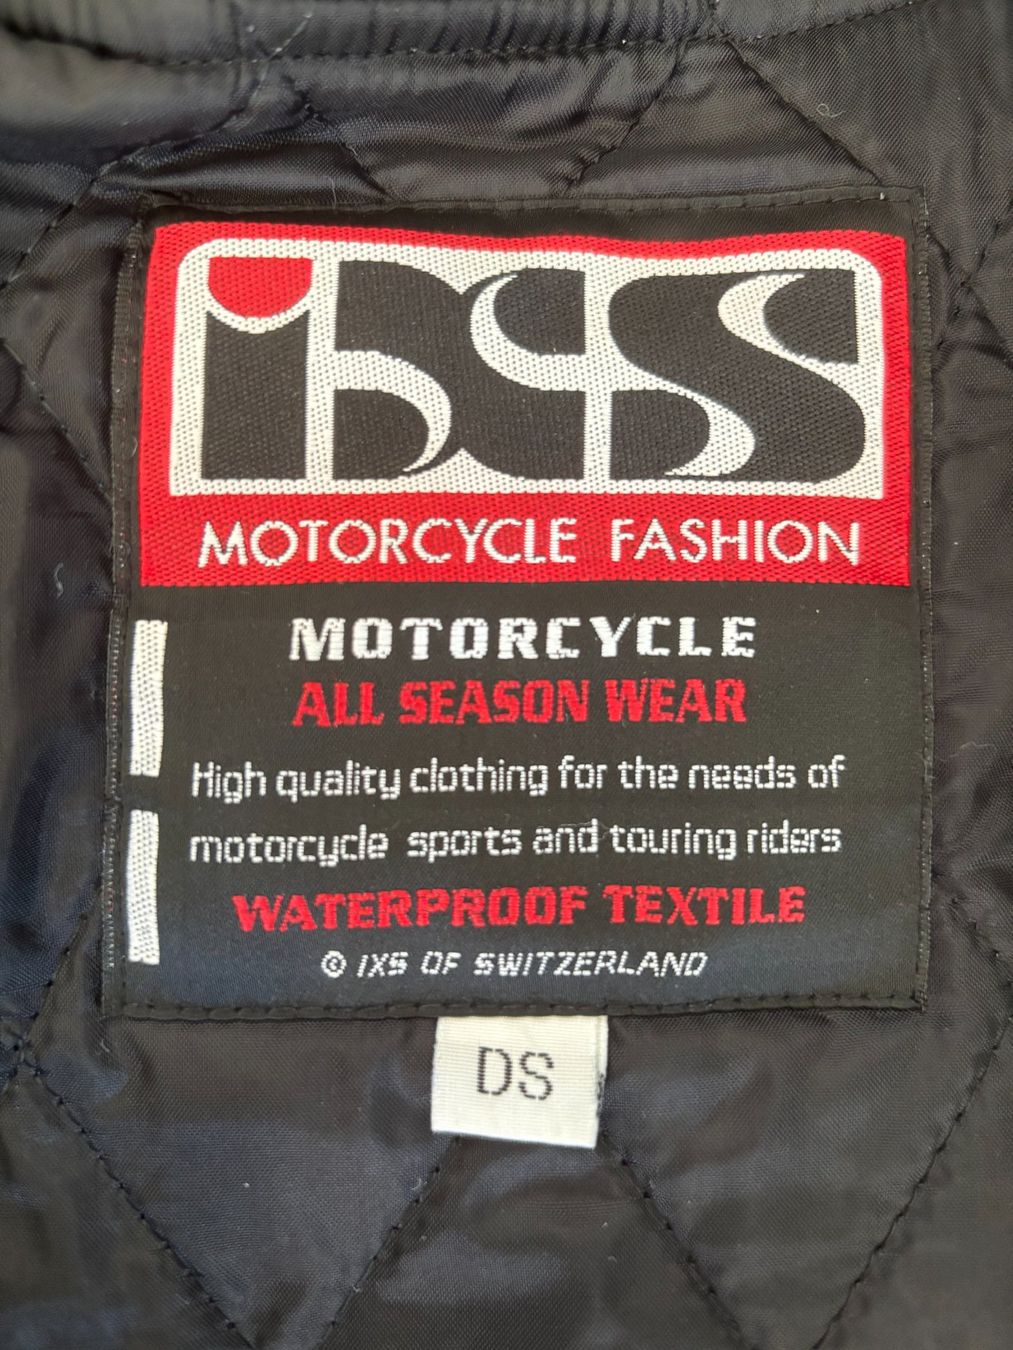 iXS
MOTORCYCLE FASHION
MOTORCYCLE
ALL SEASON WEAR
High quality clothing for the needs of
motorcycle sports and touring riders
WATERPROOF TEXTILE
© IXS OF SWITZERLAND
DS